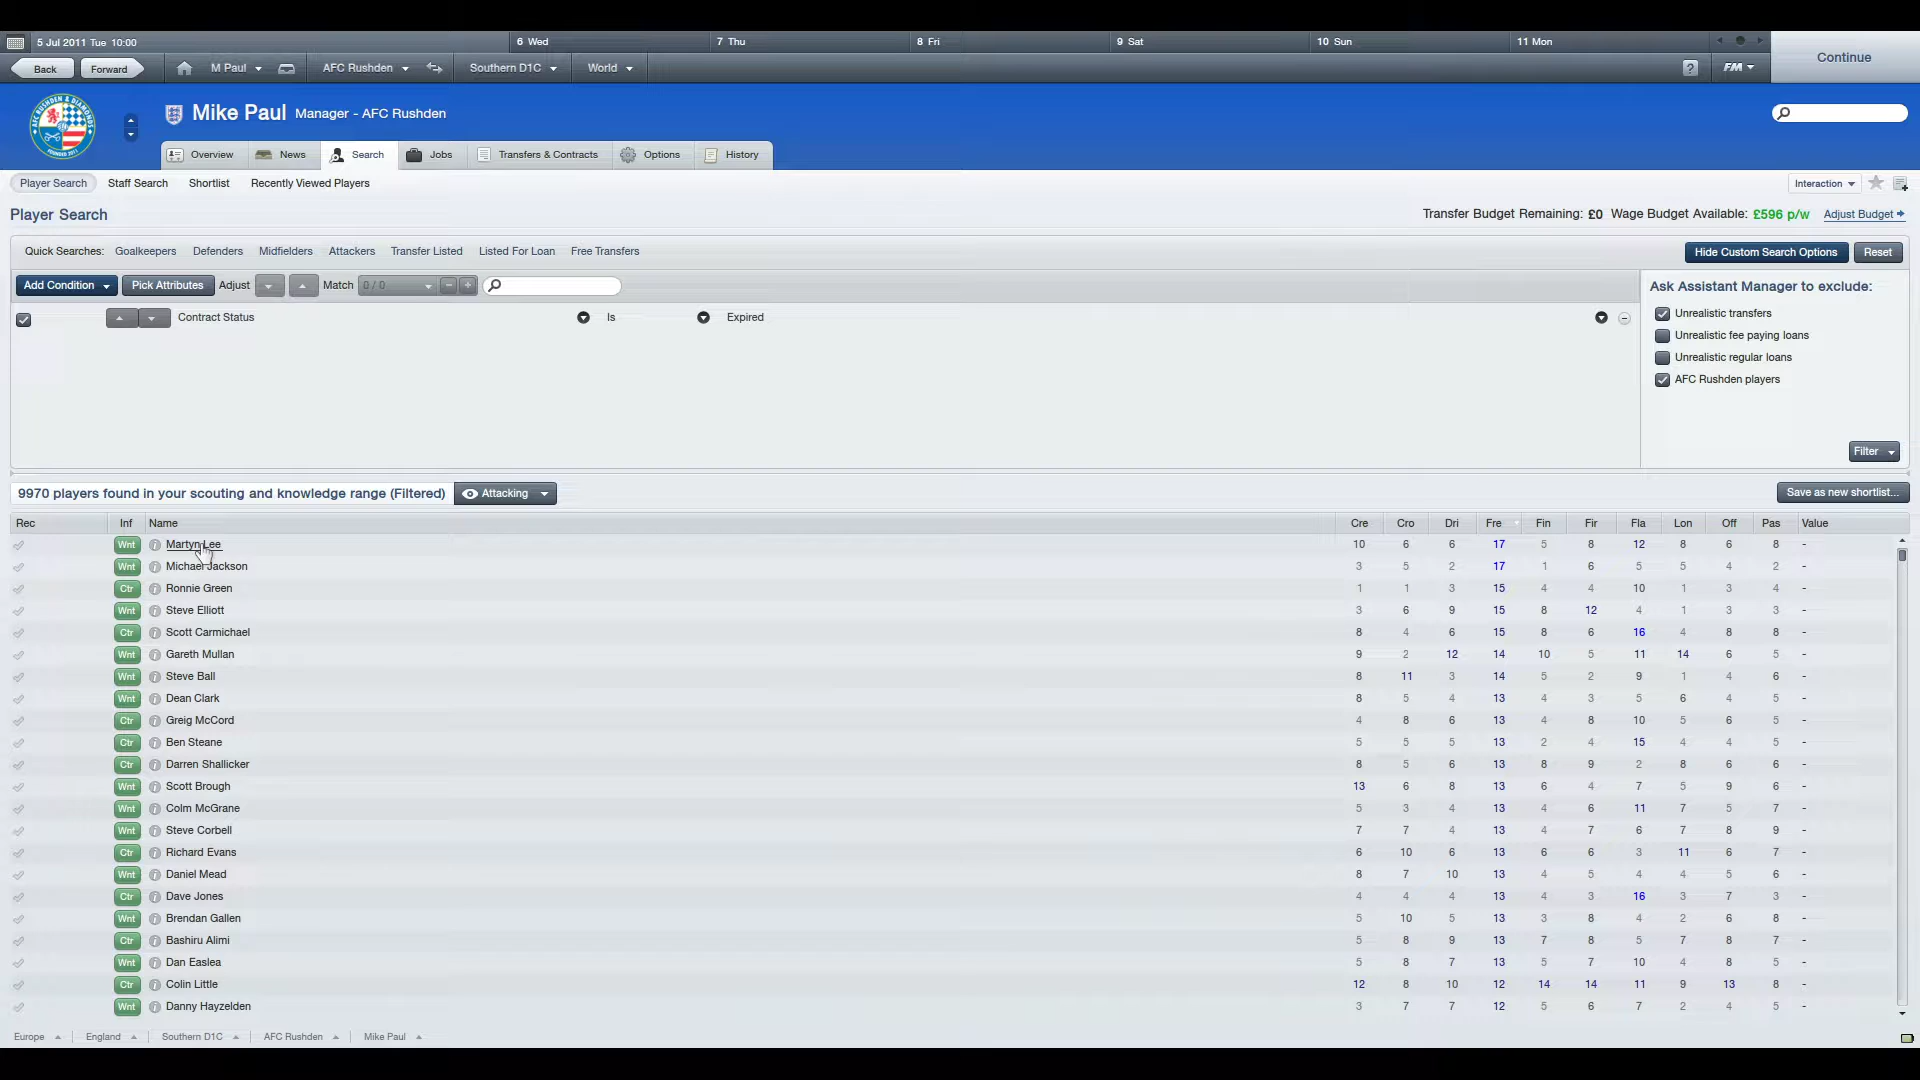 5 Jul 2011 Tue 10:00 6 Wed 7 Thu 8 Fri 9 Sat 10 Sun 11 Mon
Continue
Back Forward M Paul AFC Rushden Southern D1C World ? FM
Mike Paul Manager - AFC Rushden
Overview News Search Jobs Transfers & Contracts Options History
Player Search Staff Search Shortlist Recently Viewed Players Interaction
Player Search Transfer Budget Remaining: £0 Wage Budget Available: £596 p/w Adjust Budget
Quick Searches: Goalkeepers Defenders Midfielders Attackers Transfer Listed Listed For Loan Free Transfers Hide Custom Search Options Reset
Add Condition Pick Attributes Adjust Match 0 / 0 - +
Ask Assistant Manager to exclude:
Contract Status Is Expired
Unrealistic transfers
Unrealistic fee paying loans
Unrealistic regular loans
AFC Rushden players
Filter
9970 players found in your scouting and knowledge range (Filtered) Attacking Save as new shortlist...
Rec Inf Name Cre Cro Dri Fre Fin Fir Fla Lon Off Pas Value
Wnt Martyn Lee 10 6 6 17 5 8 12 8 6 8 -
Wnt Michael Jackson 3 5 2 17 1 6 5 5 4 2 -
Ctr Ronnie Green 1 1 3 15 4 4 10 1 3 4 -
Wnt Steve Elliott 3 6 9 15 8 12 4 1 3 3 -
Ctr Scott Carmichael 8 4 6 15 8 6 16 4 8 8 -
Wnt Gareth Mullan 9 2 12 14 10 5 11 14 6 5 -
Wnt Steve Ball 8 11 3 14 5 2 9 1 4 6 -
Wnt Dean Clark 8 5 4 13 4 3 5 6 4 5 -
Ctr Greig McCord 4 8 6 13 4 8 10 5 6 5 -
Ctr Ben Steane 5 5 5 13 2 4 15 4 4 5 -
Ctr Darren Shallicker 8 5 6 13 8 9 2 8 6 6 -
Wnt Scott Brough 13 6 8 13 6 4 7 5 9 6 -
Wnt Colm McGrane 5 3 4 13 4 6 11 7 5 7 -
Wnt Steve Corbell 7 7 4 13 4 7 6 7 8 9 -
Ctr Richard Evans 6 10 6 13 6 6 3 11 6 7 -
Wnt Daniel Mead 8 7 10 13 4 5 4 4 5 6 -
Ctr Dave Jones 4 4 4 13 4 3 16 3 7 3 -
Wnt Brendan Gallen 5 10 5 13 3 8 4 2 6 8 -
Ctr Bashiru Alimi 5 8 9 13 7 8 5 7 8 7 -
Wnt Dan Easlea 5 8 7 13 5 7 10 4 8 5 -
Ctr Colin Little 12 8 10 12 14 14 11 9 13 8 -
Wnt Danny Hayzelden 3 7 7 12 5 6 7 2 4 5 -
Europe England Southern D1C AFC Rushden Mike Paul